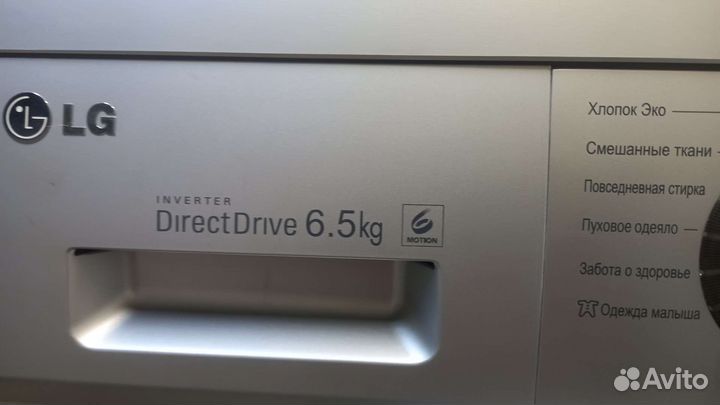 LG
INVERTER
DirectDrive 6.5kg
6 MOTION
Хлопок Эко
Смешанные ткани
Повседневная стирка
Пуховое одеяло
Забота о здоровье
Одежда малыша
Avito